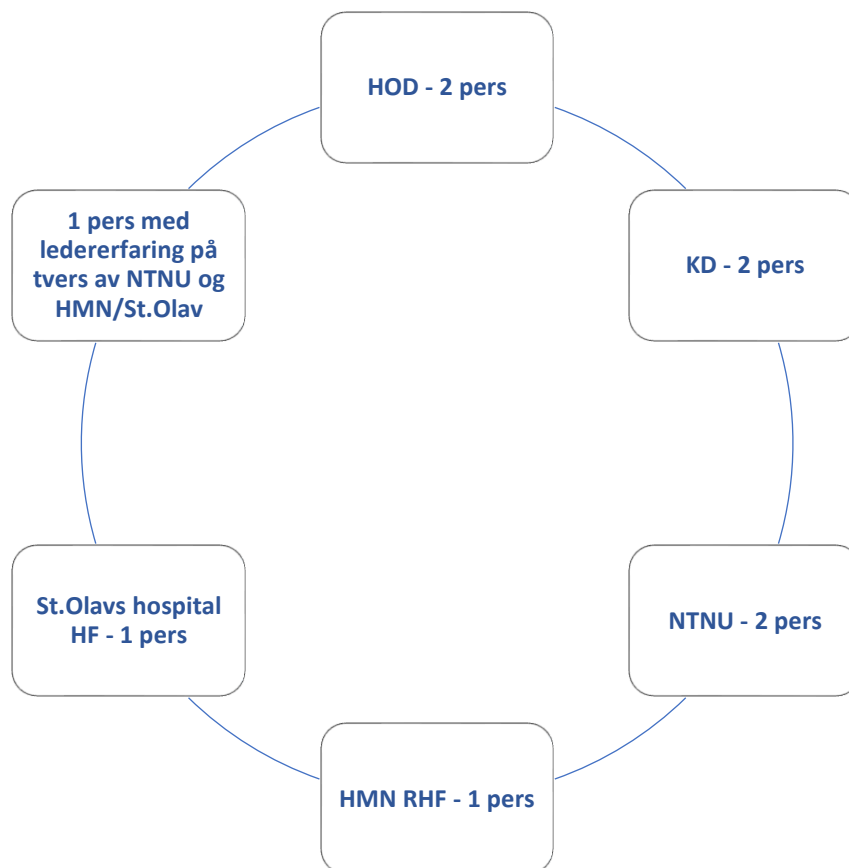 HOD - 2 pers
1 pers med
ledererfaring på
tvers av NTNU og
HMN/St.Olav
KD - 2 pers
St.Olavs hospital
HF - 1 pers
NTNU - 2 pers
HMN RHF - 1 pers